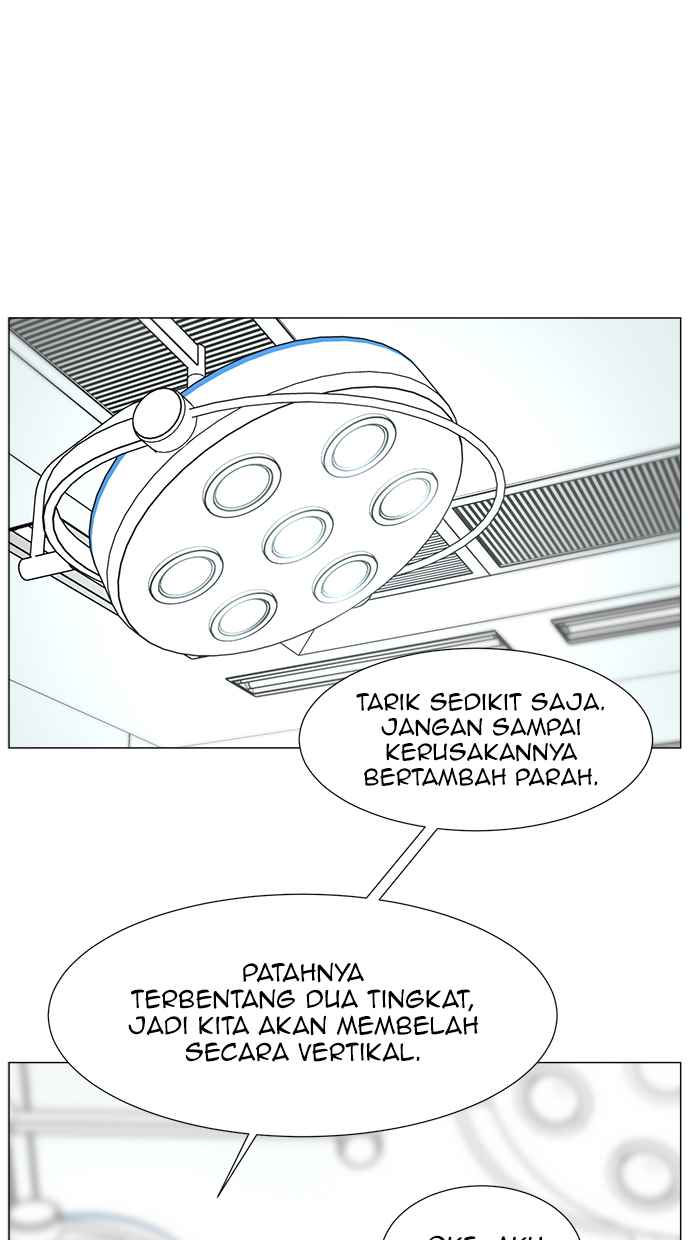 TARIK SEDIKIT SAJA.
JANGAN SAMPAI
KERUSAKANNYA
BERTAMBAH PARAH.
PATAHNYA
TERBENTANG DUA TINGKAT,
JADI KITA AKAN MEMBELAH
SECARA VERTIKAL.